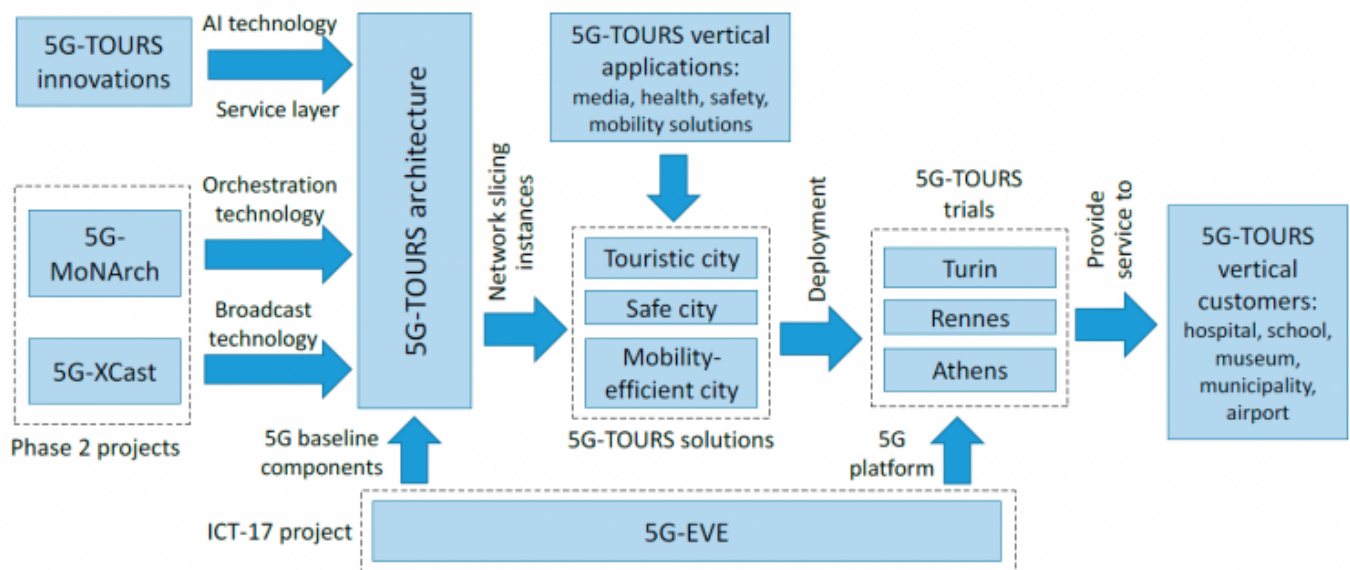 5G-TOURS
innovations
AI technology
Service layer
5G-
MoNArch
5G-XCast
Phase 2 projects
Orchestration
technology
Broadcast
technology
5G-TOURS architecture
5G baseline
components
Network slicing
instances
5G-TOURS vertical
applications:
media, health, safety,
mobility solutions
Touristic city
Safe city
Mobility-
efficient city
5G-TOURS solutions
Deployment
5G-TOURS
trials
Turin
Rennes
Athens
5G
platform
Provide
service to
5G-TOURS
vertical
customers:
hospital, school,
museum,
municipality,
airport
ICT-17 project
5G-EVE